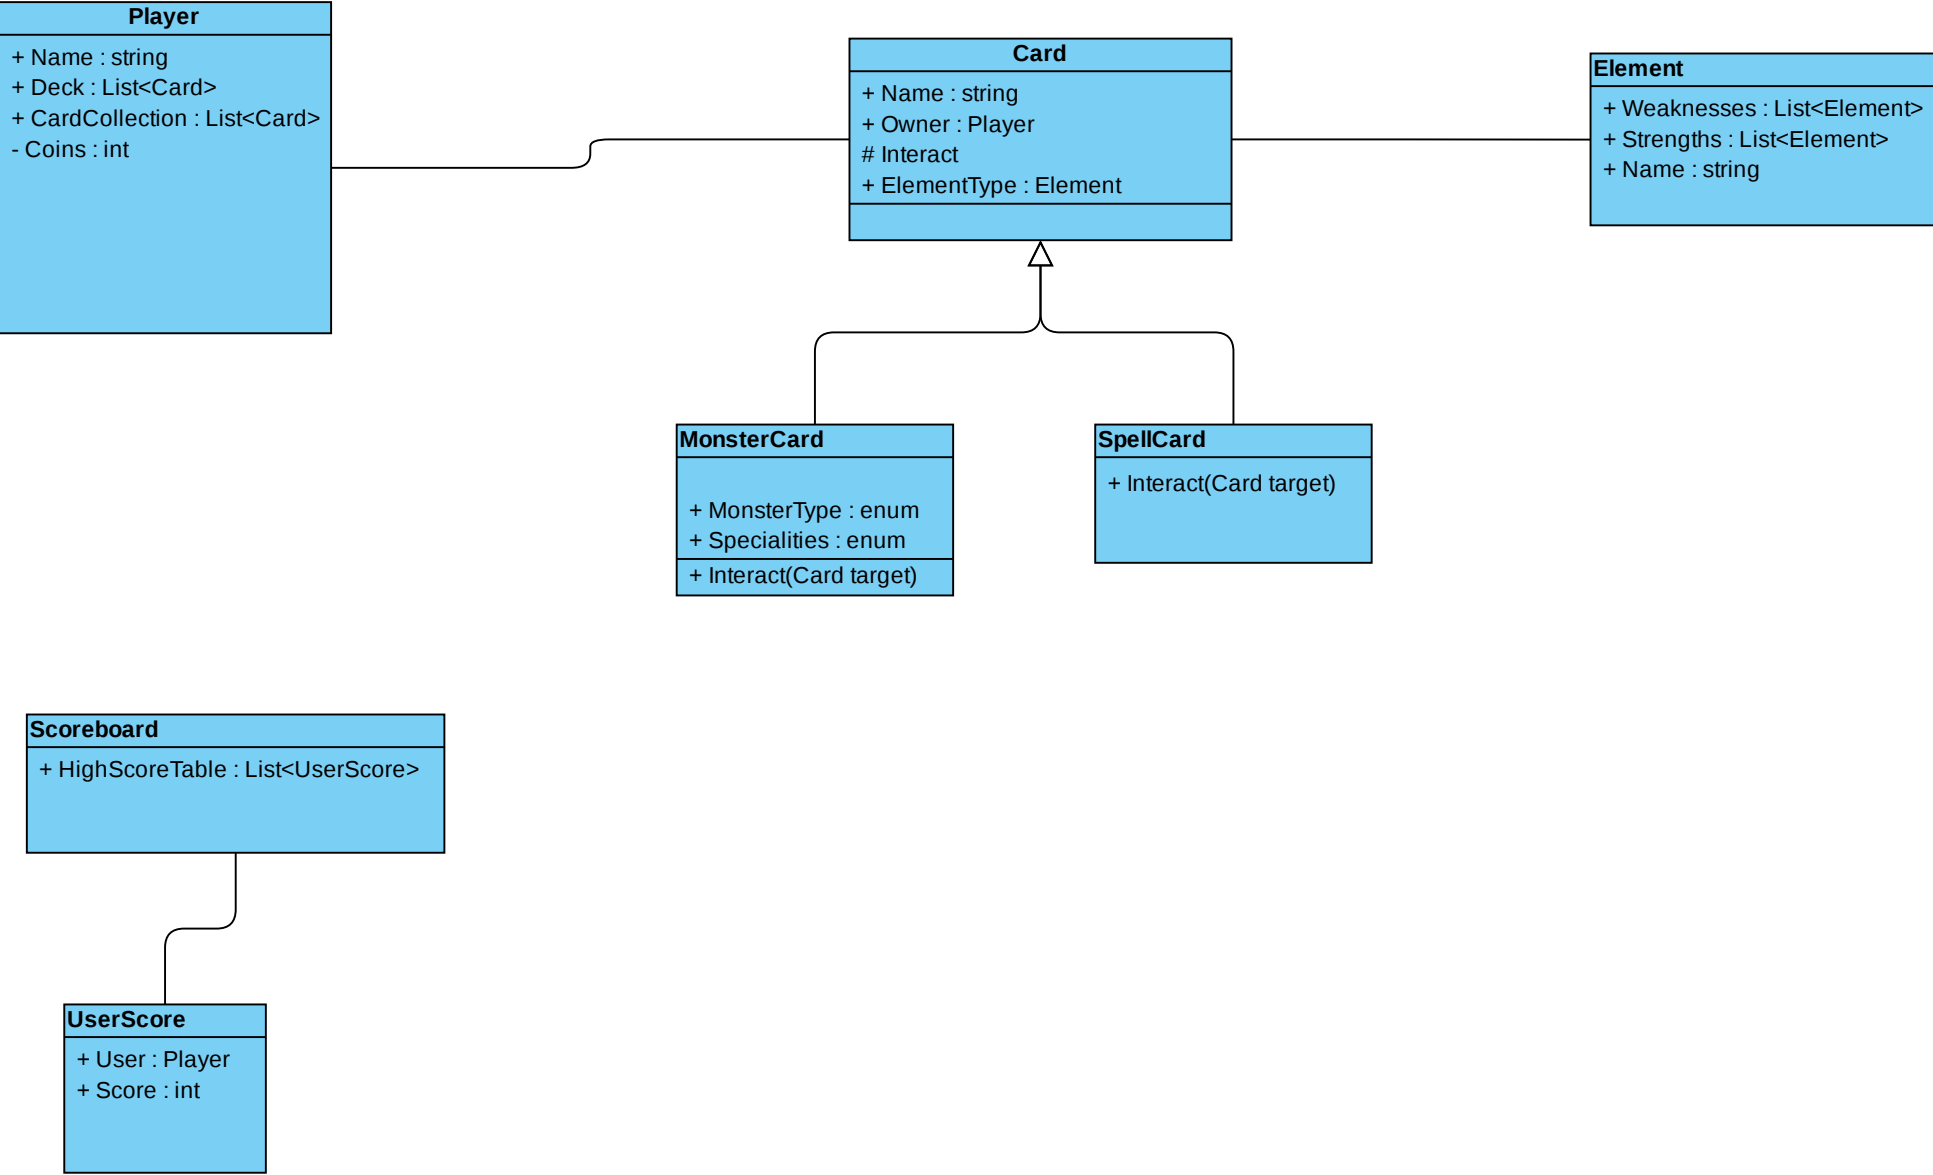 Player
+ Name : string
+ Deck : List<Card>
+ CardCollection : List<Card>
- Coins : int
Card
+ Name : string
+ Owner : Player
# Interact
+ ElementType : Element
Element
+ Weaknesses : List<Element>
+ Strengths : List<Element>
+ Name : string
MonsterCard
+ MonsterType : enum
+ Specialities : enum
+ Interact(Card target)
SpellCard
+ Interact(Card target)
Scoreboard
+ HighScoreTable : List<UserScore>
UserScore
+ User : Player
+ Score : int